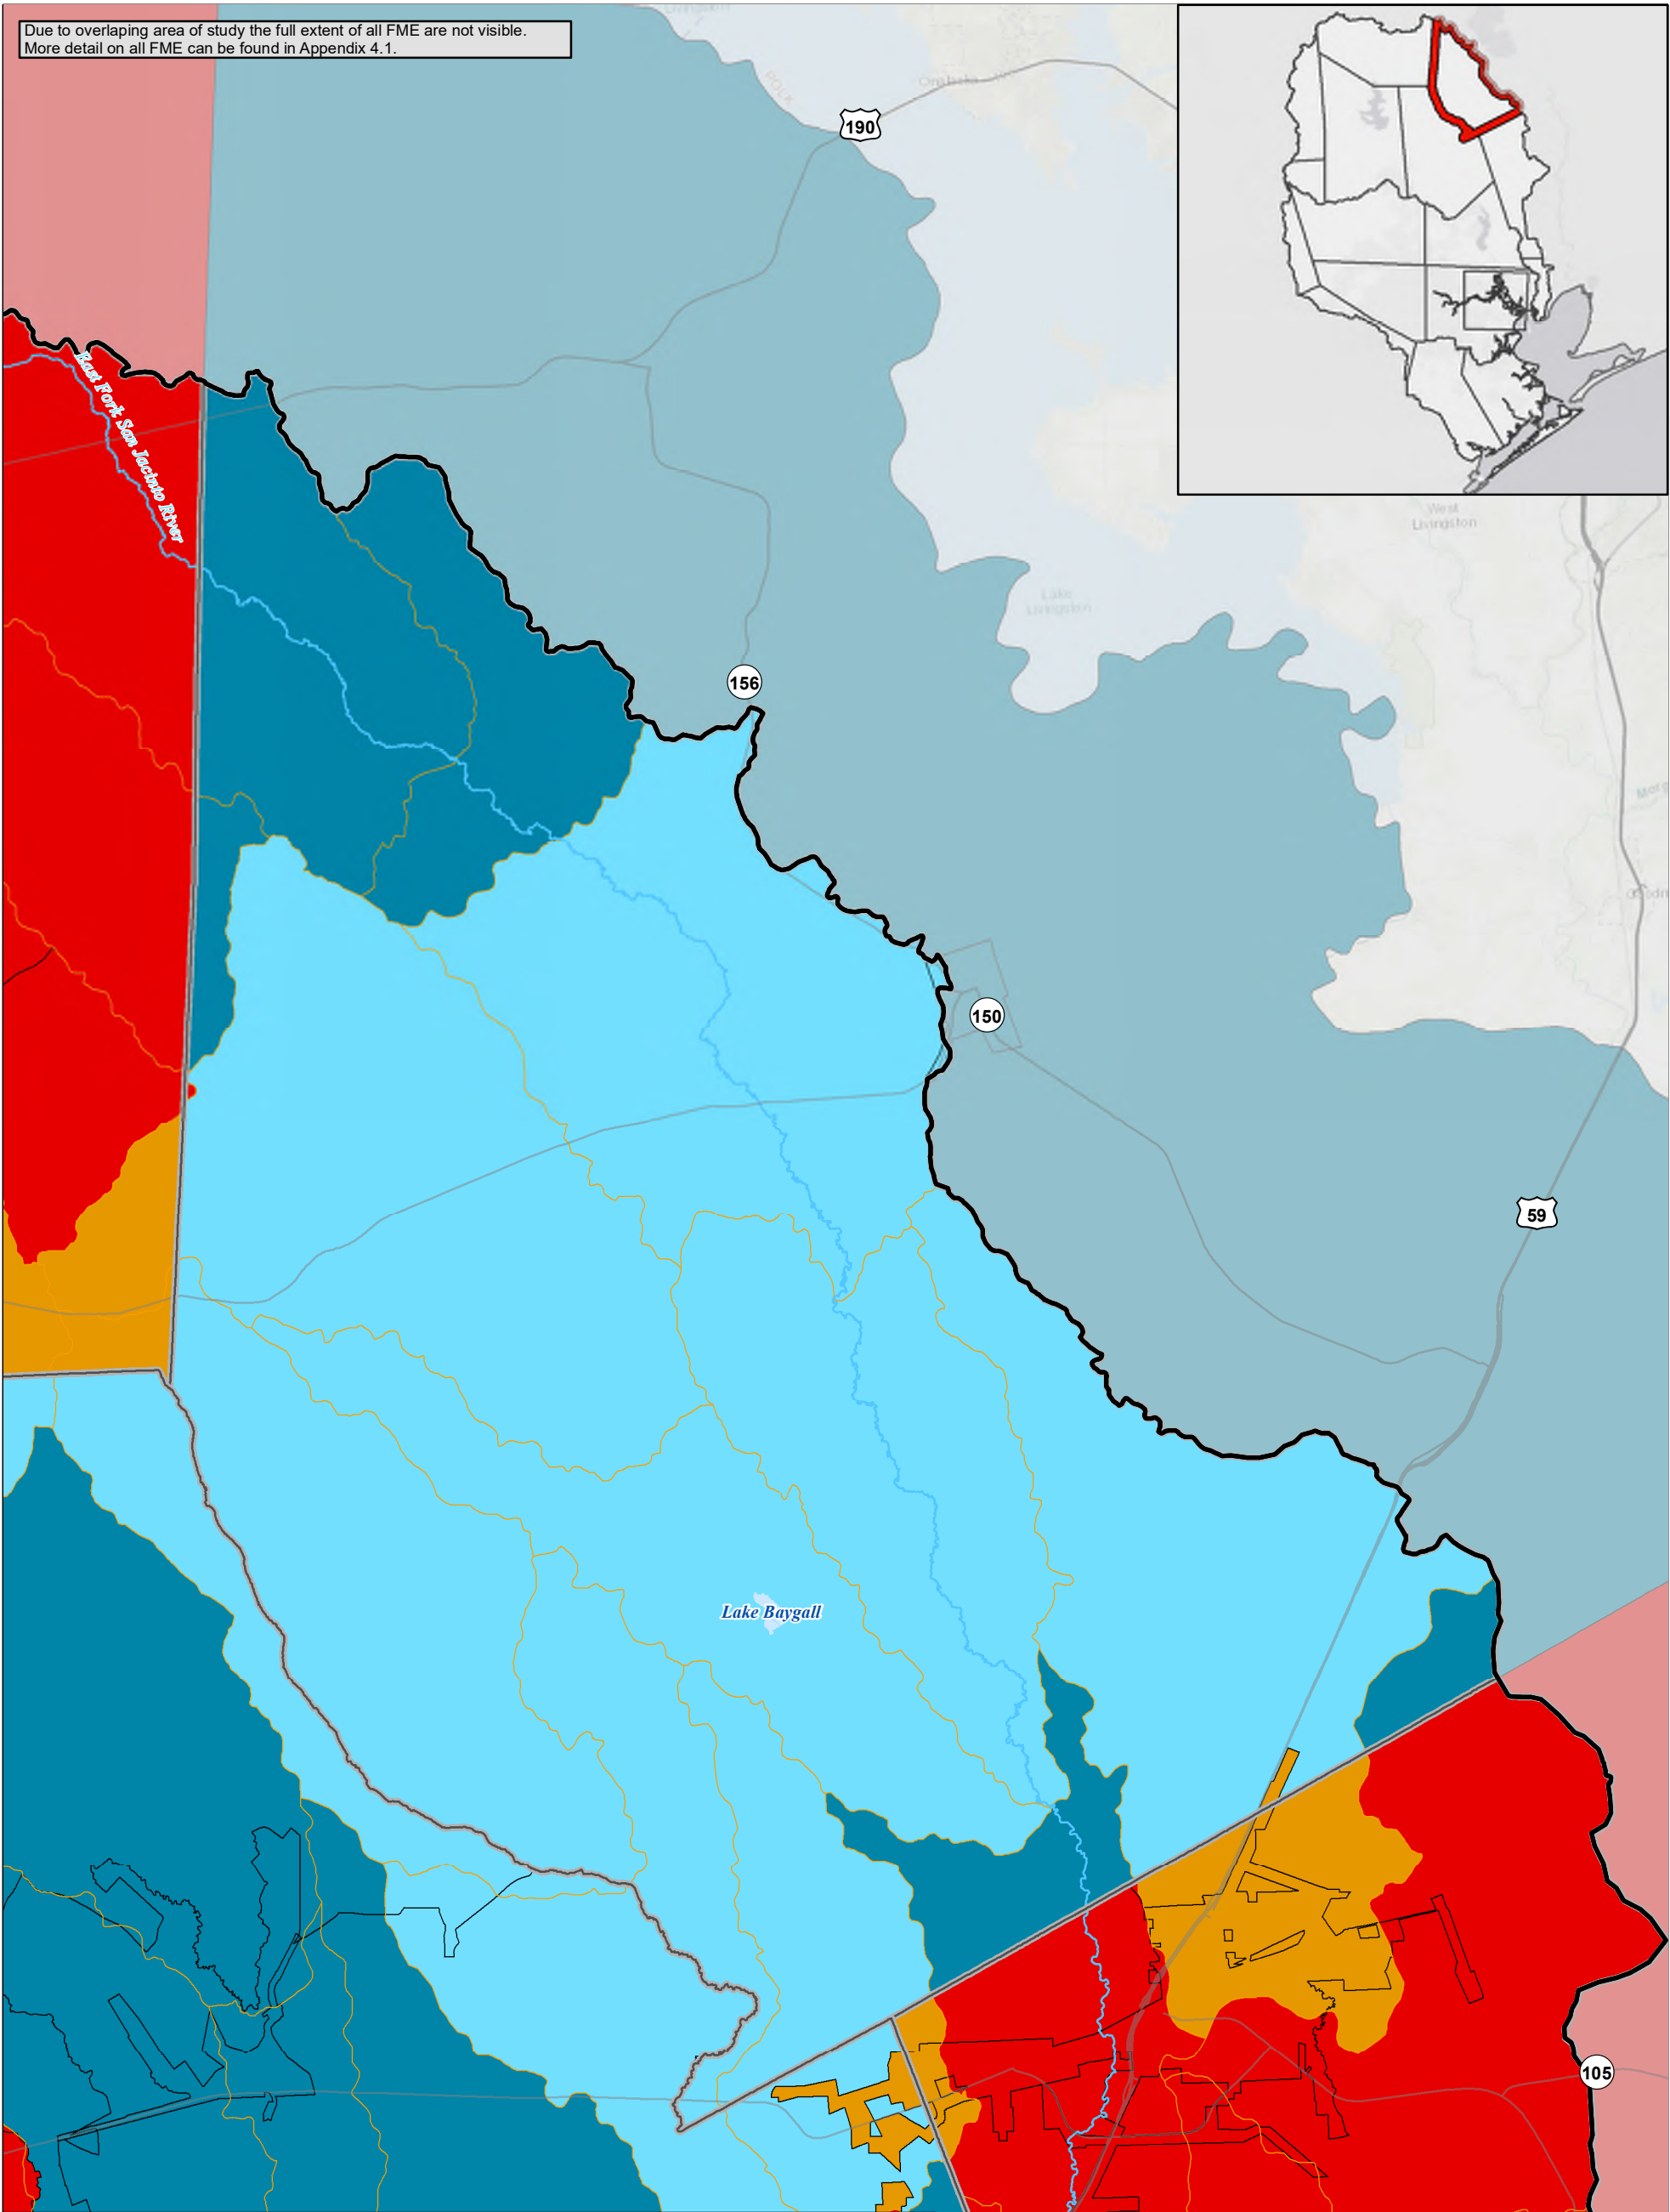 Due to overlaping area of study the full extent of all FME are not visible.
More detail on all FME can be found in Appendix 4.1.
Livingston
190
East Fork San Jacinto River
West
Livingston
Lake
Livingston
156
150
59
Lake Baygall
105